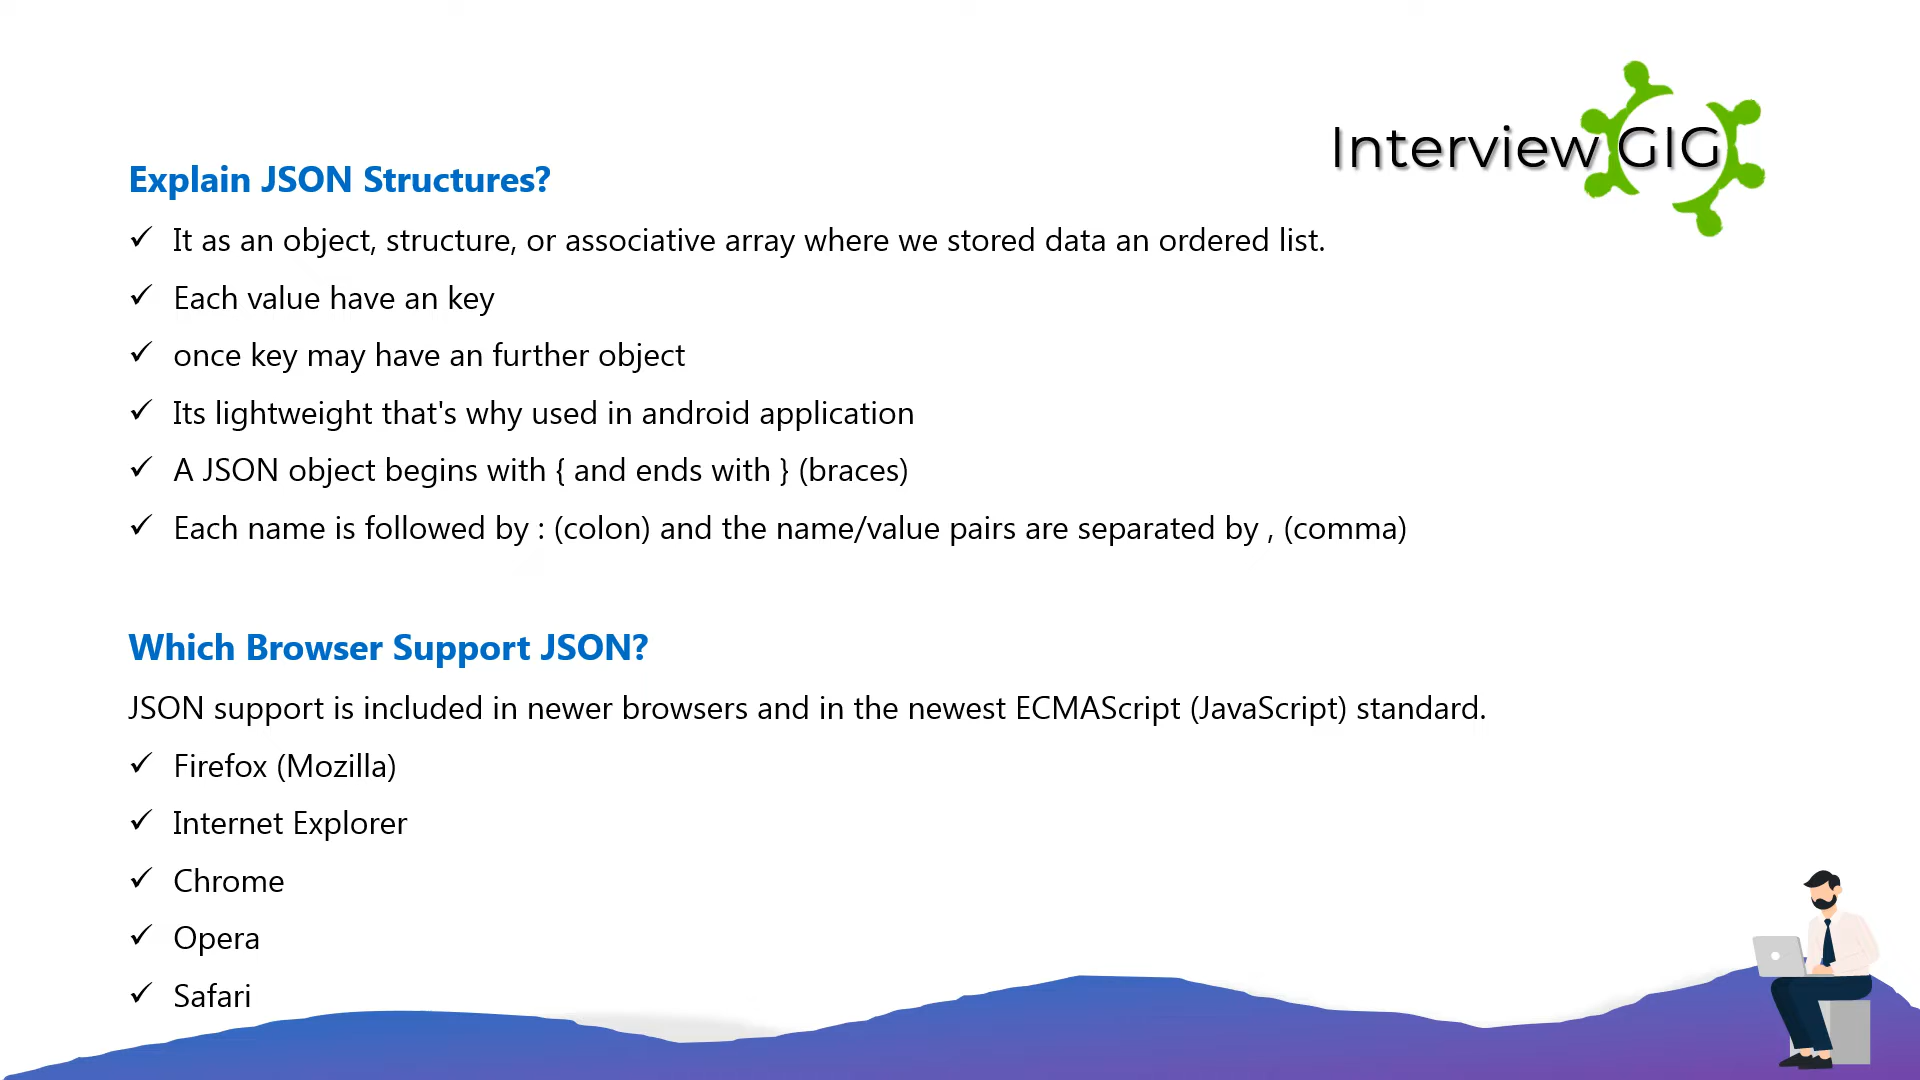 Interview GIG
Explain JSON Structures?
✓ It as an object, structure, or associative array where we stored data an ordered list.
✓ Each value have an key
✓ once key may have an further object
✓ Its lightweight that's why used in android application
✓ A JSON object begins with { and ends with } (braces)
✓ Each name is followed by : (colon) and the name/value pairs are separated by , (comma)
Which Browser Support JSON?
JSON support is included in newer browsers and in the newest ECMAScript (JavaScript) standard.
✓ Firefox (Mozilla)
✓ Internet Explorer
✓ Chrome
✓ Opera
✓ Safari